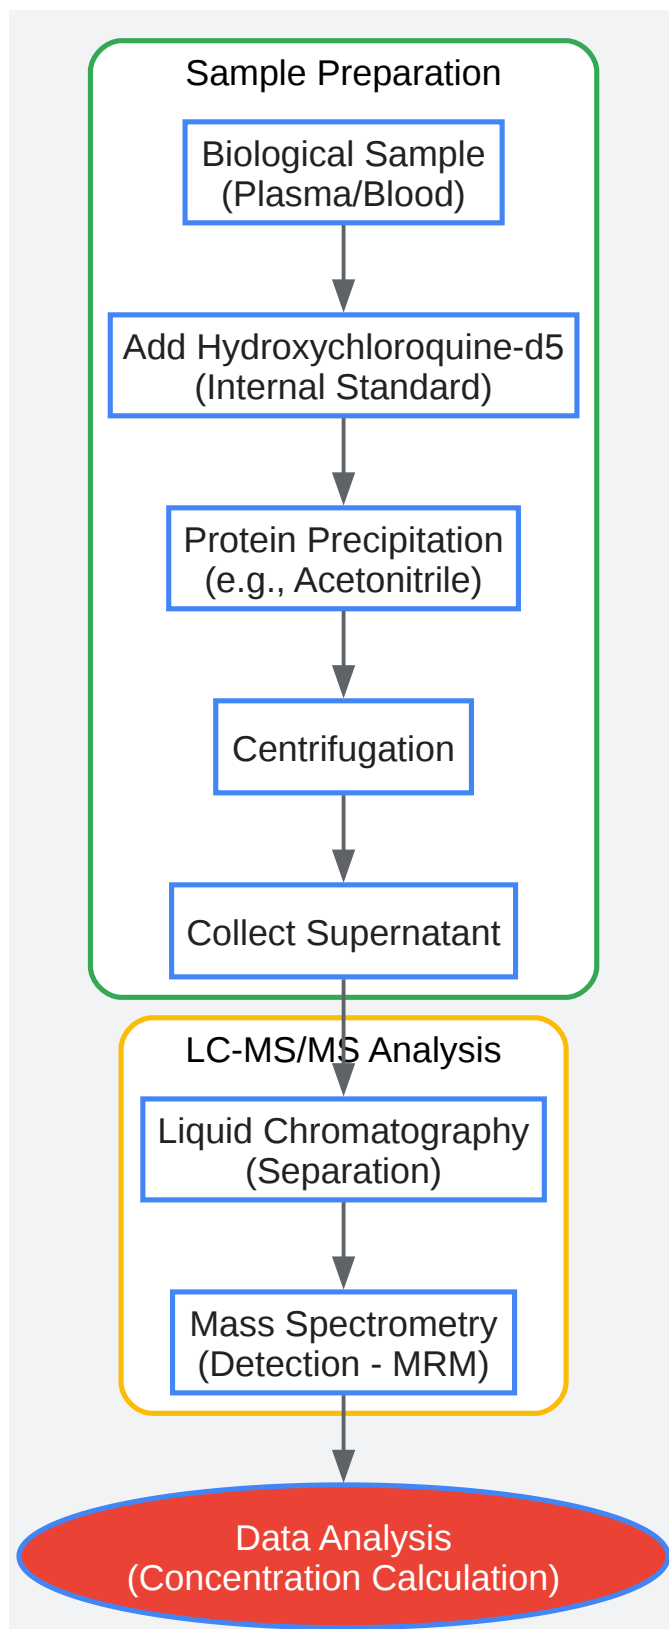 Sample Preparation
Biological Sample
(Plasma/Blood)
Add Hydroxychloroquine-d5
(Internal Standard)
Protein Precipitation
(e.g., Acetonitrile)
Centrifugation
Collect Supernatant
LC-MS/MS Analysis
Liquid Chromatography
(Separation)
Mass Spectrometry
(Detection - MRM)
Data Analysis
(Concentration Calculation)